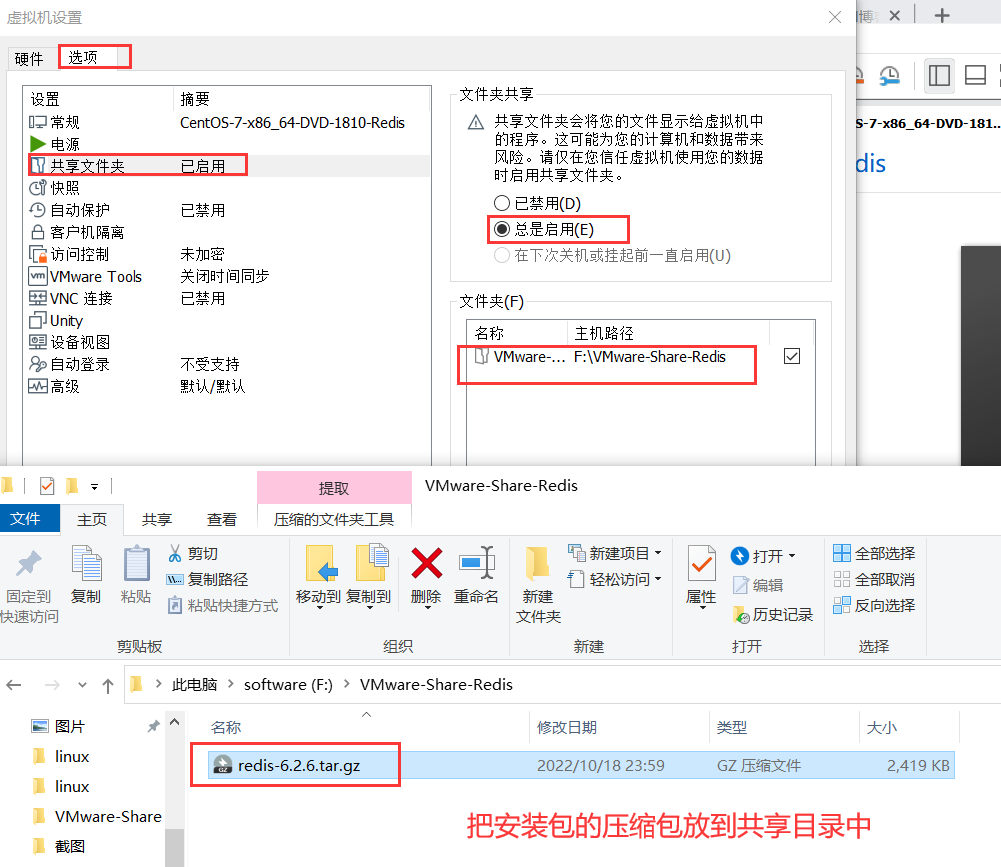 虚拟机设置
博
硬件 选项
设置 摘要
常规 CentOS-7-x86_64-DVD-1810-Redis
电源
共享文件夹 已启用
快照
自动保护 已禁用
客户机隔离
访问控制 未加密
VMware Tools 关闭时间同步
VNC 连接 已禁用
Unity
设备视图
自动登录 不受支持
高级 默认/默认
文件夹共享
共享文件夹会将您的文件显示给虚拟机中
的程序。这可能为您的计算机和数据带来
风险。请仅在您信任虚拟机使用您的数据
时启用共享文件夹。
已禁用(D)
总是启用(E)
在下次关机或挂起前一直启用(U)
文件夹(F)
名称 主机路径
VMware-... F:\VMware-Share-Redis
S-7-x86_64-DVD-181...
dis
提取 VMware-Share-Redis
文件 主页 共享 查看 压缩的文件夹工具
固定到
快速访问
复制
粘贴
剪切
复制路径
粘贴快捷方式
剪贴板
移动到 复制到 删除 重命名
组织
新建
文件夹
新建项目
轻松访问
新建
属性
打开
编辑
历史记录
打开
全部选择
全部取消
反向选择
选择
此电脑 software (F:) VMware-Share-Redis
图片
linux
linux
VMware-Share
截图
名称 修改日期 类型 大小
GZ redis-6.2.6.tar.gz 2022/10/18 23:59 GZ 压缩文件 2,419 KB
把安装包的压缩包放到共享目录中